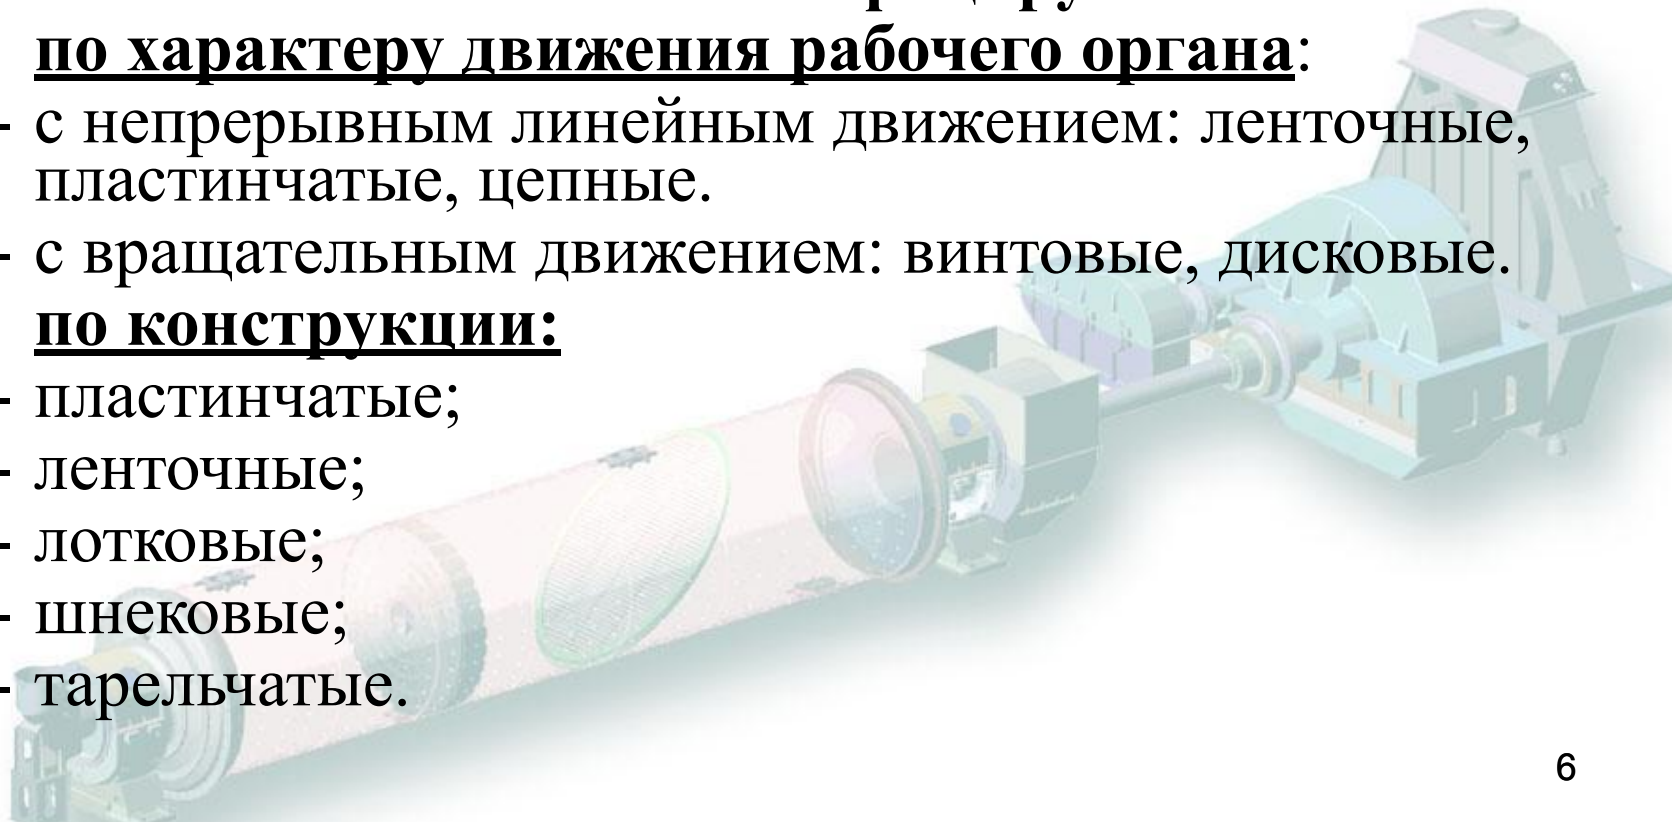 по характеру движения рабочего органа:
- с непрерывным линейным движением: ленточные,
пластинчатые, цепные.
- с вращательным движением: винтовые, дисковые.
по конструкции:
- пластинчатые;
- ленточные;
- лотковые;
- шнековые;
- тарельчатые.
6